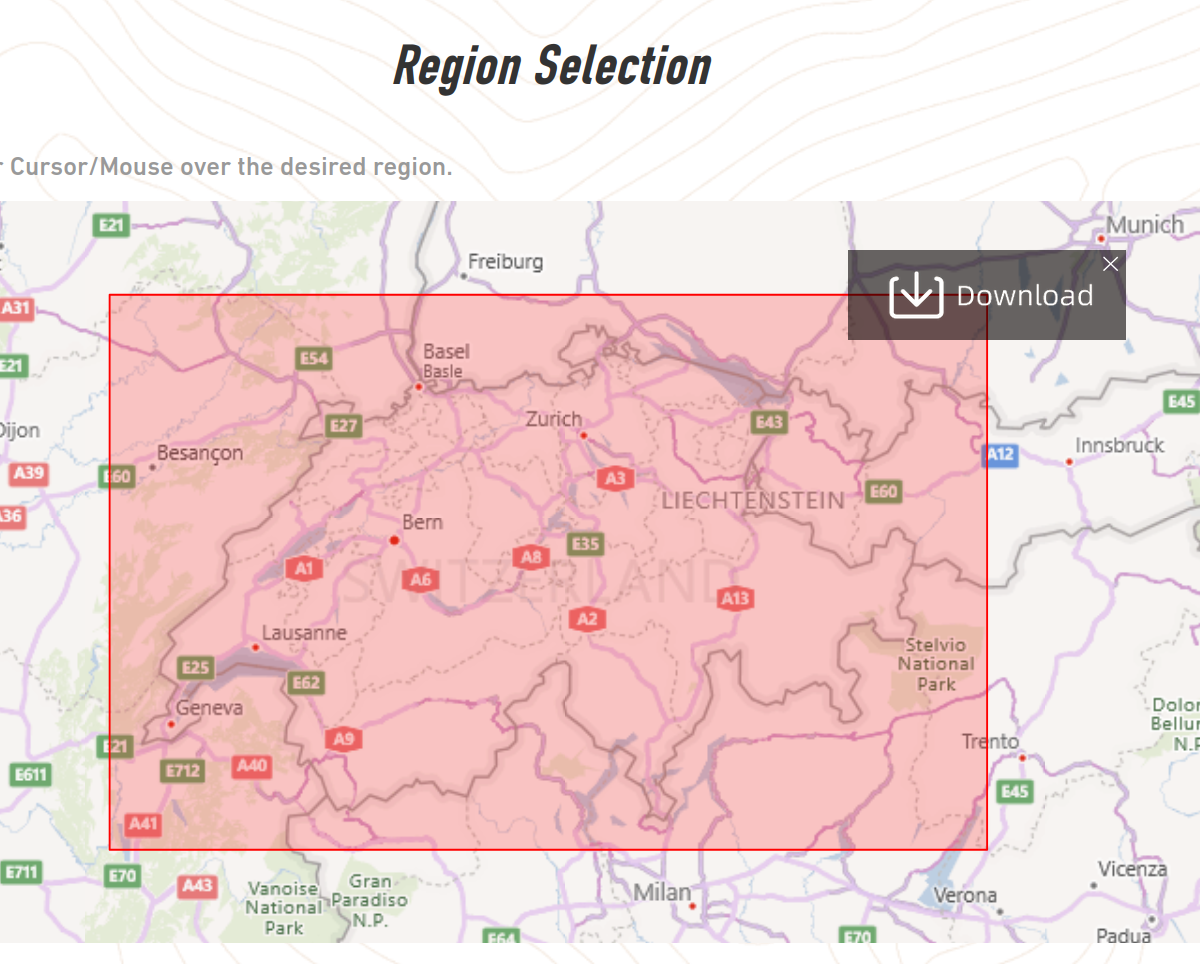 Region Selection
Cursor/Mouse over the desired region.
E21
Munich
Freiburg
Download
A31
Basel
Basle
E54
E21
E45
Zurich
E43
E27
Dijon
Innsbruck
A12
Besançon
A39
E60
A3
E60
LIECHTENSTEIN
A36
Bern
E35
A8
A1
A6
SWITZERLAND
A13
A2
Lausanne
Stelvio
National
Park
E25
E62
Geneva
Dolor
Bellun
N.P
A9
Trento
E21
E611
E712
A40
E45
A41
E711
E70
A43
Vanoise
National
Park
Gran
Paradiso
N.P.
Milan
Verona
Vicenza
E64
E70
Padua